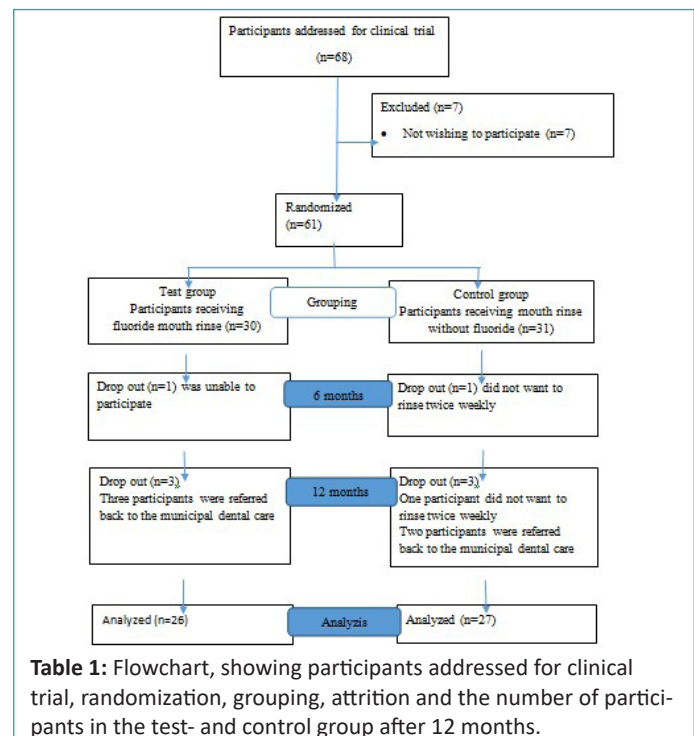 Participants addressed for clinical trial
(n=68)
Excluded (n=7)
• Not wishing to participate (n=7)
Randomized
(n=61)
Test group
Participants receiving
fluoride mouth rinse (n=30)
Grouping
Control group
Participants receiving mouth rinse
without fluoride (n=31)
Drop out (n=1) was unable to
participate
6 months
Drop out (n=1) did not want to
rinse twice weekly
Drop out (n=3)
Three participants were referred
back to the municipal dental care
12 months
Drop out (n=3)
One participant did not want to
rinse twice weekly
Two participants were referred
back to the municipal dental care
Analyzed (n=26)
Analyzis
Analyzed (n=27)
Table 1: Flowchart, showing participants addressed for clinical
trial, randomization, grouping, attrition and the number of partici-
pants in the test- and control group after 12 months.